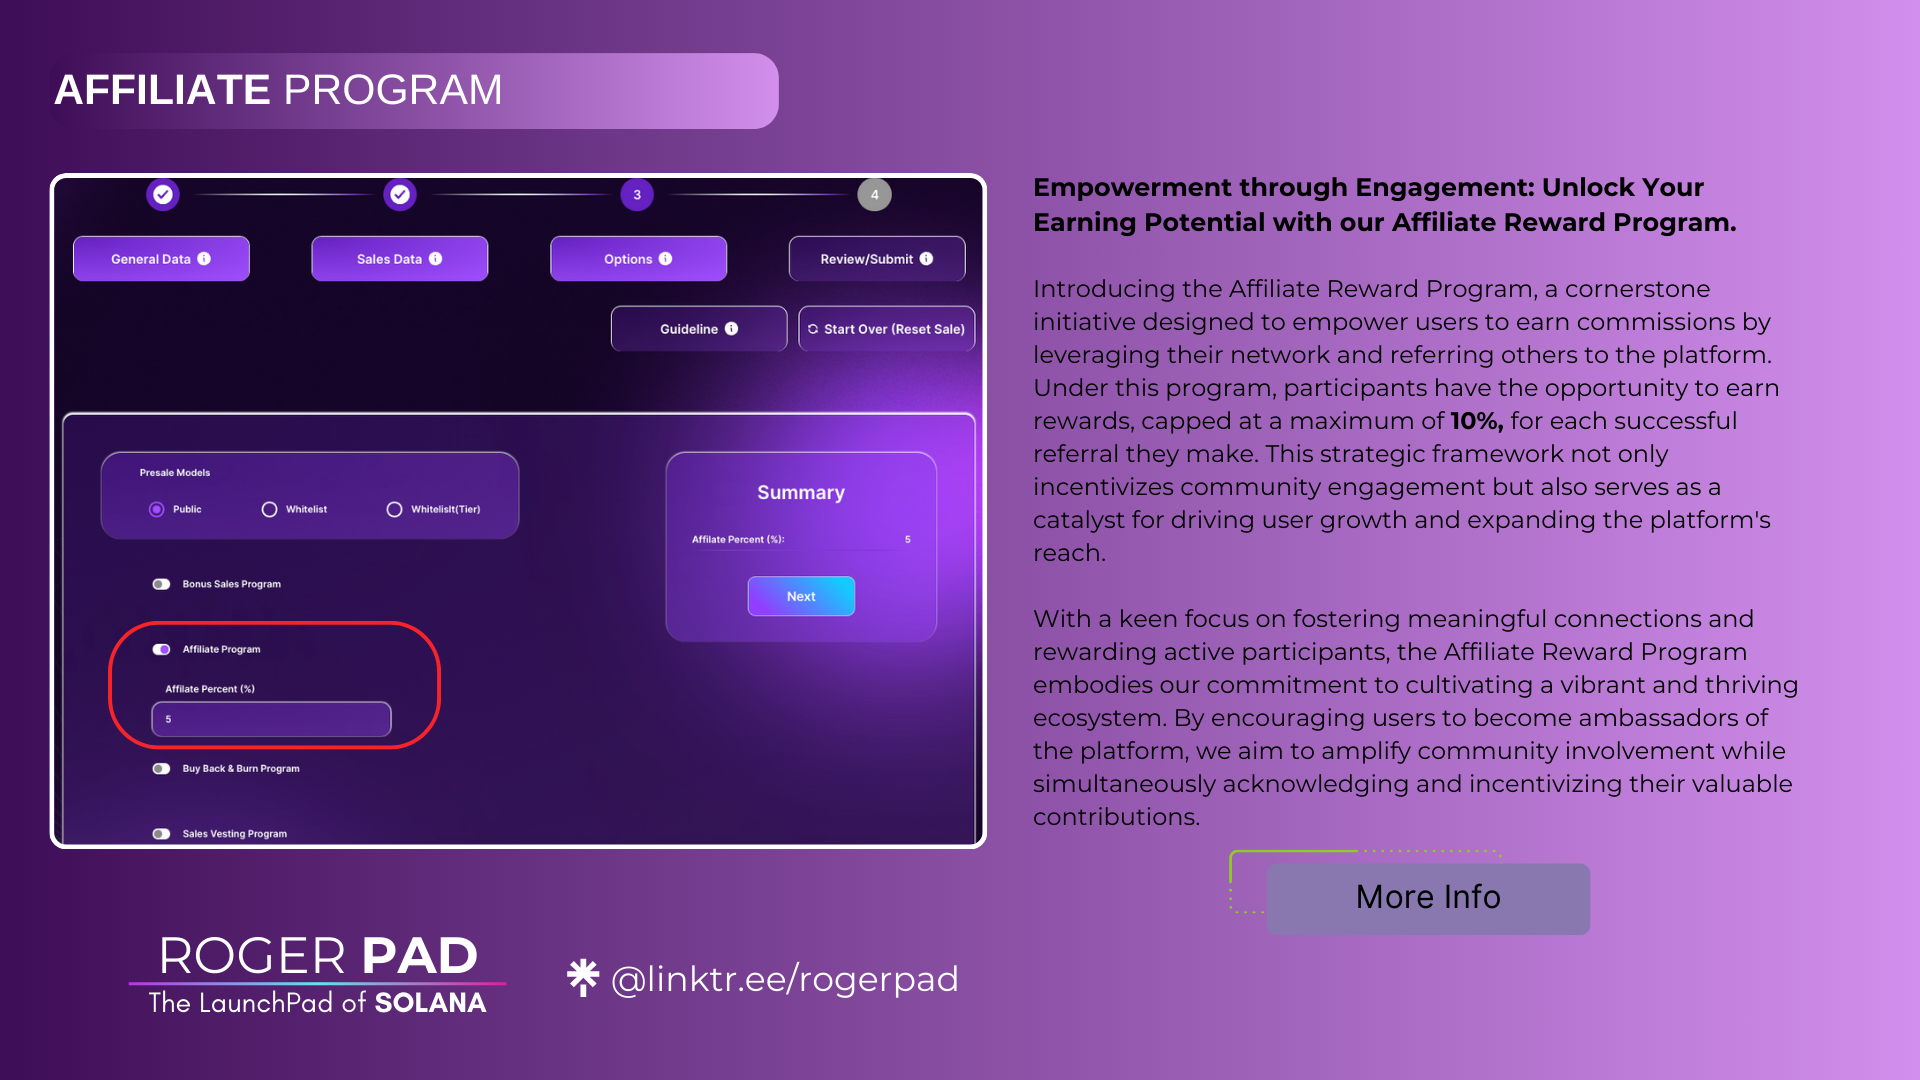 AFFILIATE PROGRAM
3
4
General Data
Sales Data
Options
Review/Submit
Guideline
Start Over (Reset Sale)
Presale Models
Public
Whitelist
Whitelislt(Tier)
Summary
Affilate Percent (%):
5
Next
Bonus Sales Program
Affiliate Program
Affilate Percent (%)
5
Buy Back & Burn Program
Sales Vesting Program
Empowerment through Engagement: Unlock Your
Earning Potential with our Affiliate Reward Program.
Introducing the Affiliate Reward Program, a cornerstone
initiative designed to empower users to earn commissions by
leveraging their network and referring others to the platform.
Under this program, participants have the opportunity to earn
rewards, capped at a maximum of 10%, for each successful
referral they make. This strategic framework not only
incentivizes community engagement but also serves as a
catalyst for driving user growth and expanding the platform's
reach.
With a keen focus on fostering meaningful connections and
rewarding active participants, the Affiliate Reward Program
embodies our commitment to cultivating a vibrant and thriving
ecosystem. By encouraging users to become ambassadors of
the platform, we aim to amplify community involvement while
simultaneously acknowledging and incentivizing their valuable
contributions.
More Info
ROGER PAD
The LaunchPad of SOLANA
@linktr.ee/rogerpad